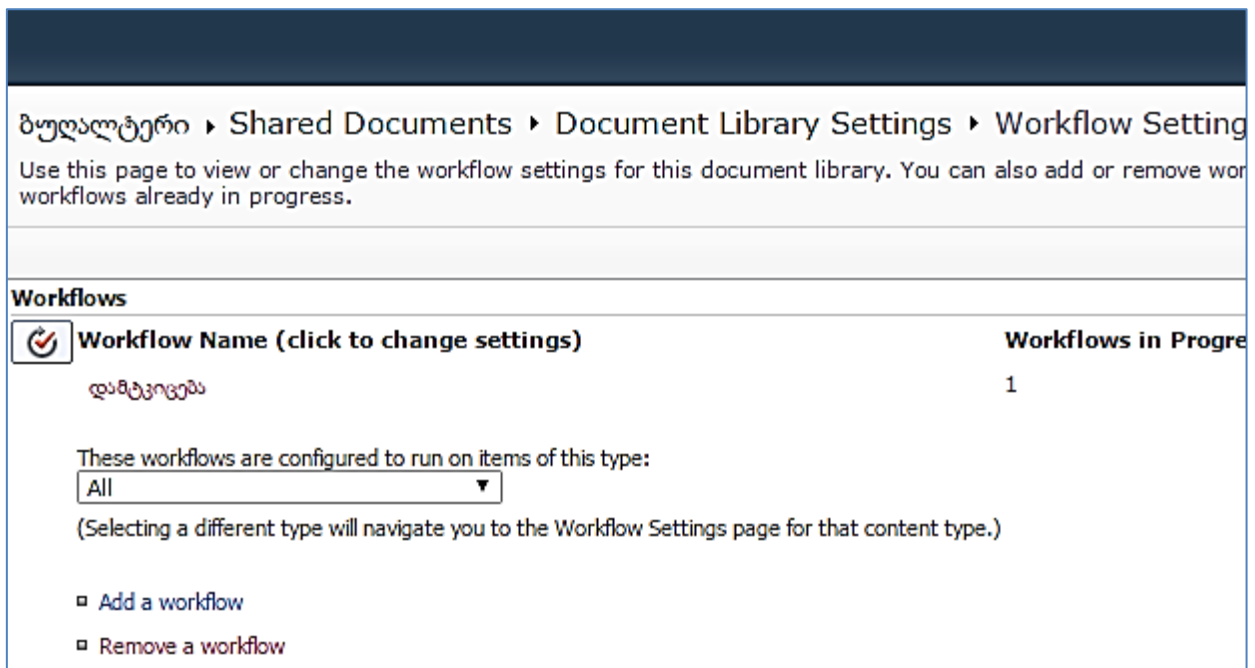 ბუღალტერი ▸ Shared Documents ▸ Document Library Settings ▸ Workflow Setting
Use this page to view or change the workflow settings for this document library. You can also add or remove wor
workflows already in progress.
Workflows
Workflow Name (click to change settings) Workflows in Progre
დამტკიცება 1
These workflows are configured to run on items of this type:
All
(Selecting a different type will navigate you to the Workflow Settings page for that content type.)
Add a workflow
Remove a workflow